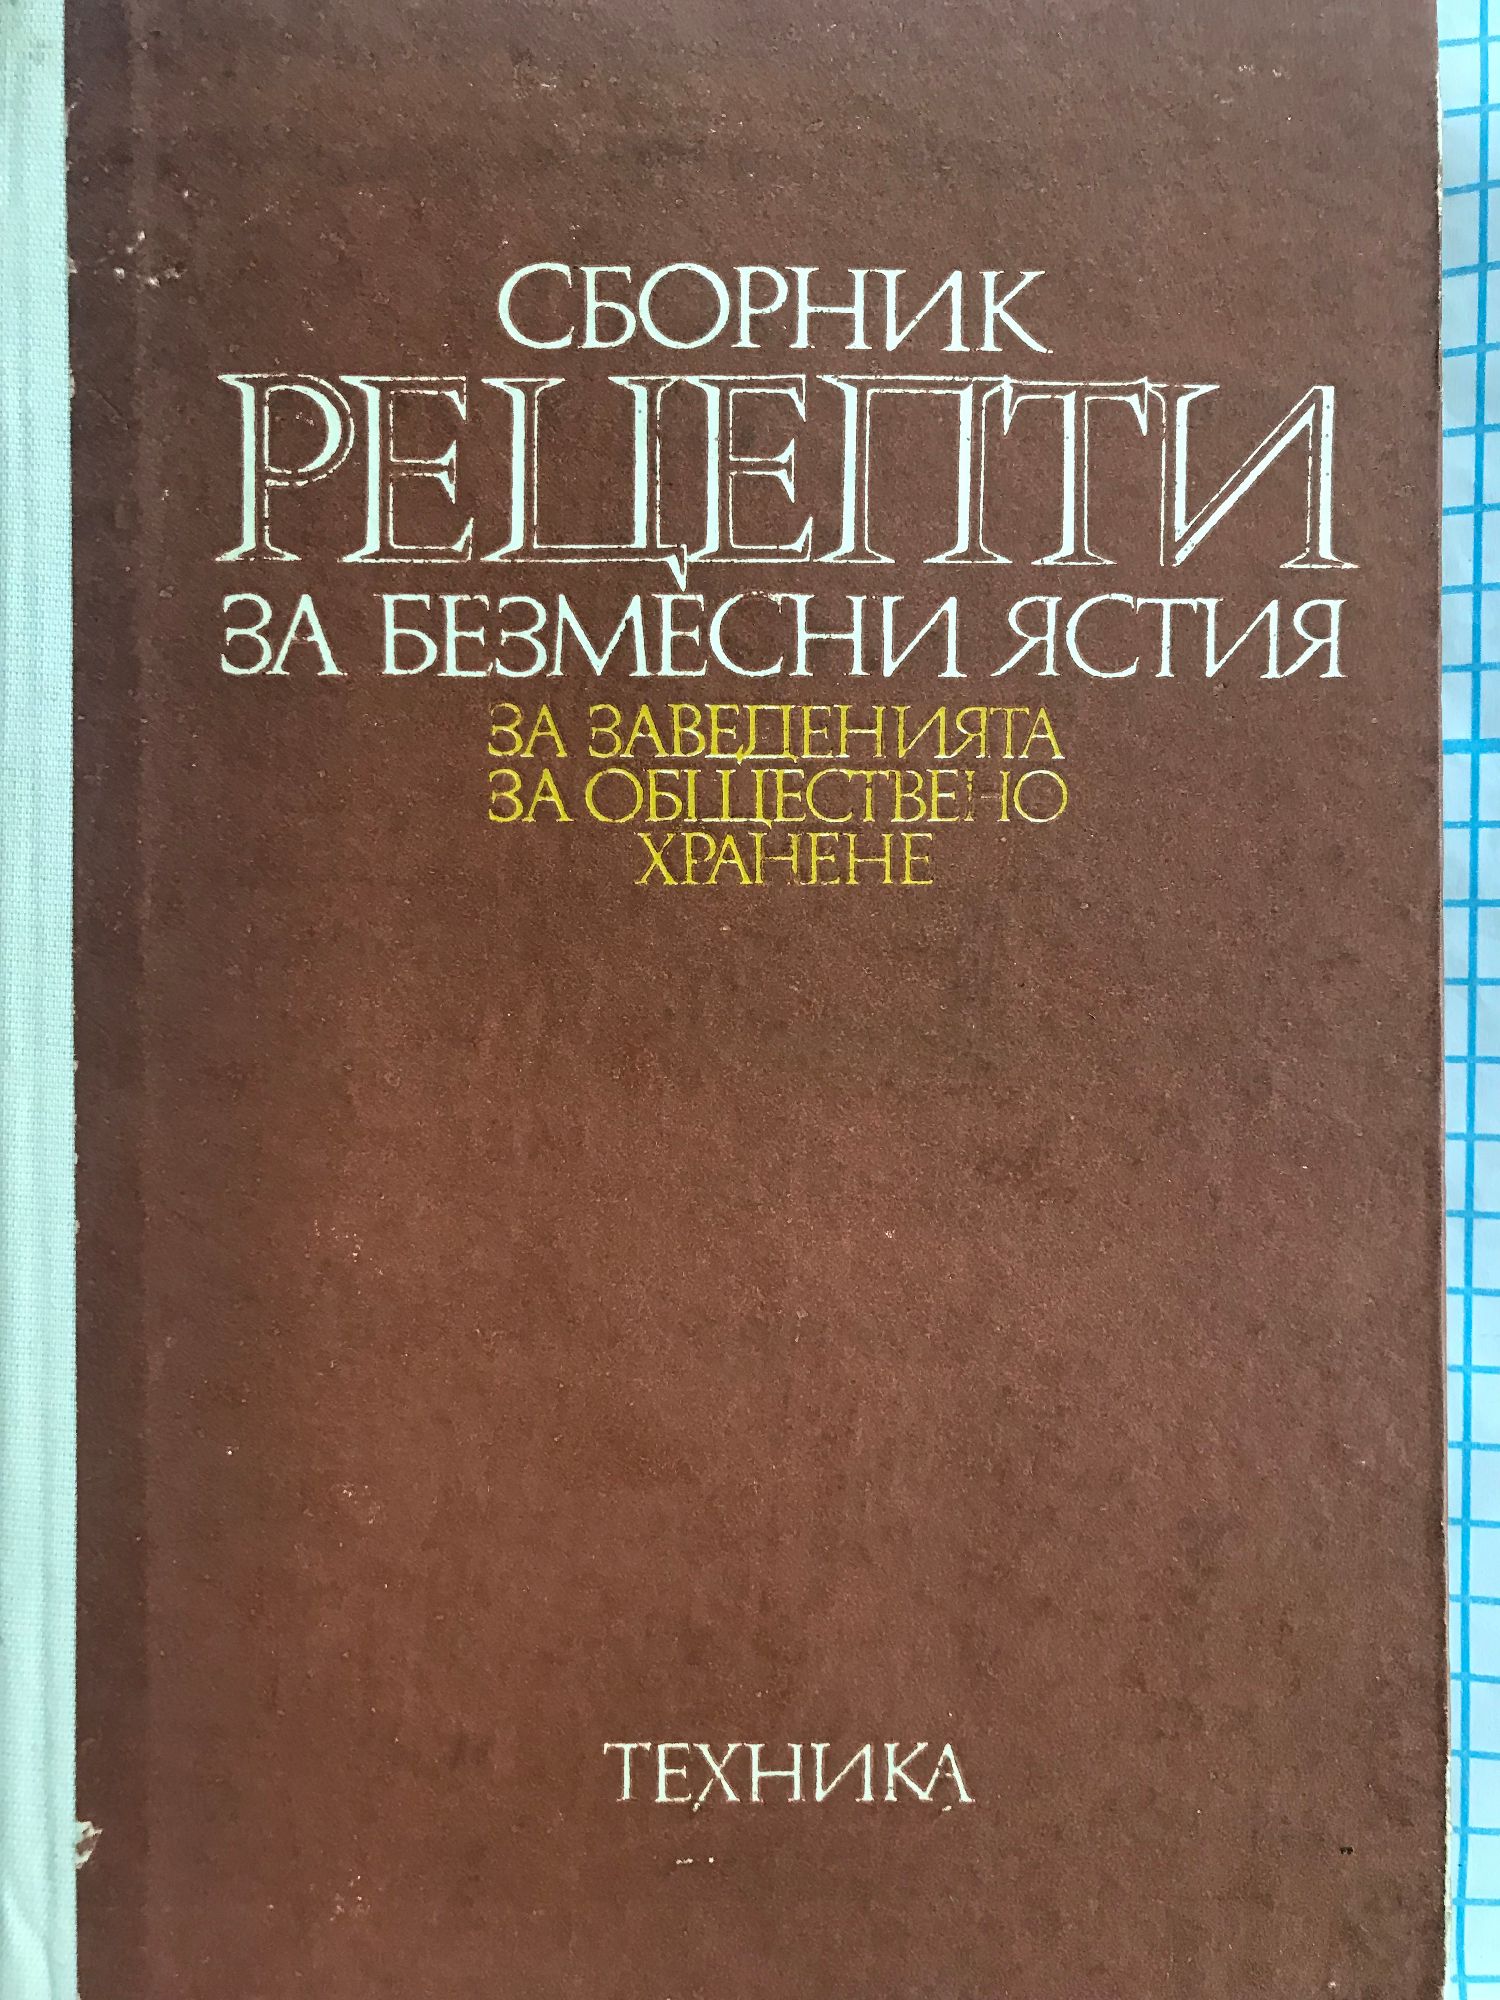 СБОРНИК
РЕЦЕПТИ
ЗА БЕЗМЕСНИ ЯСТИЯ
ЗА ЗАВЕДЕНИЯТА
ЗА ОБЩЕСТВЕНО
ХРАНЕНЕ
ТЕХНИКА